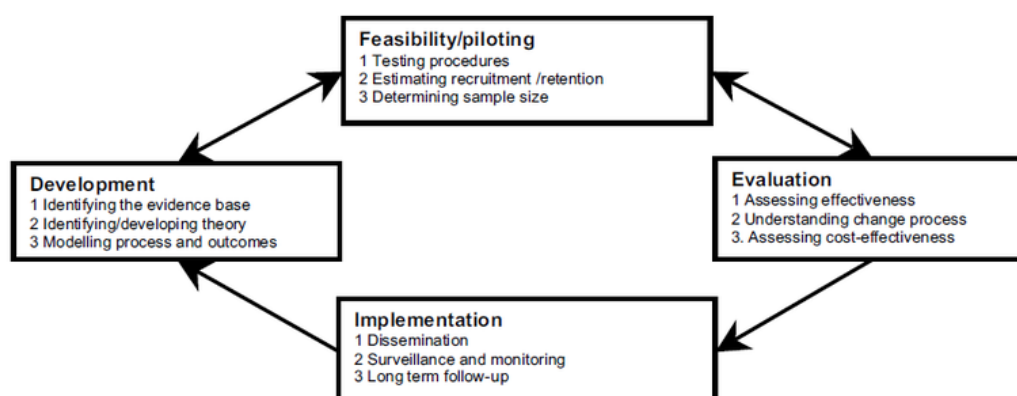 Feasibility/piloting
1 Testing procedures
2 Estimating recruitment /retention
3 Determining sample size
Development
1 Identifying the evidence base
2 Identifying/developing theory
3 Modelling process and outcomes
Evaluation
1 Assessing effectiveness
2 Understanding change process
3. Assessing cost-effectiveness
Implementation
1 Dissemination
2 Surveillance and monitoring
3 Long term follow-up